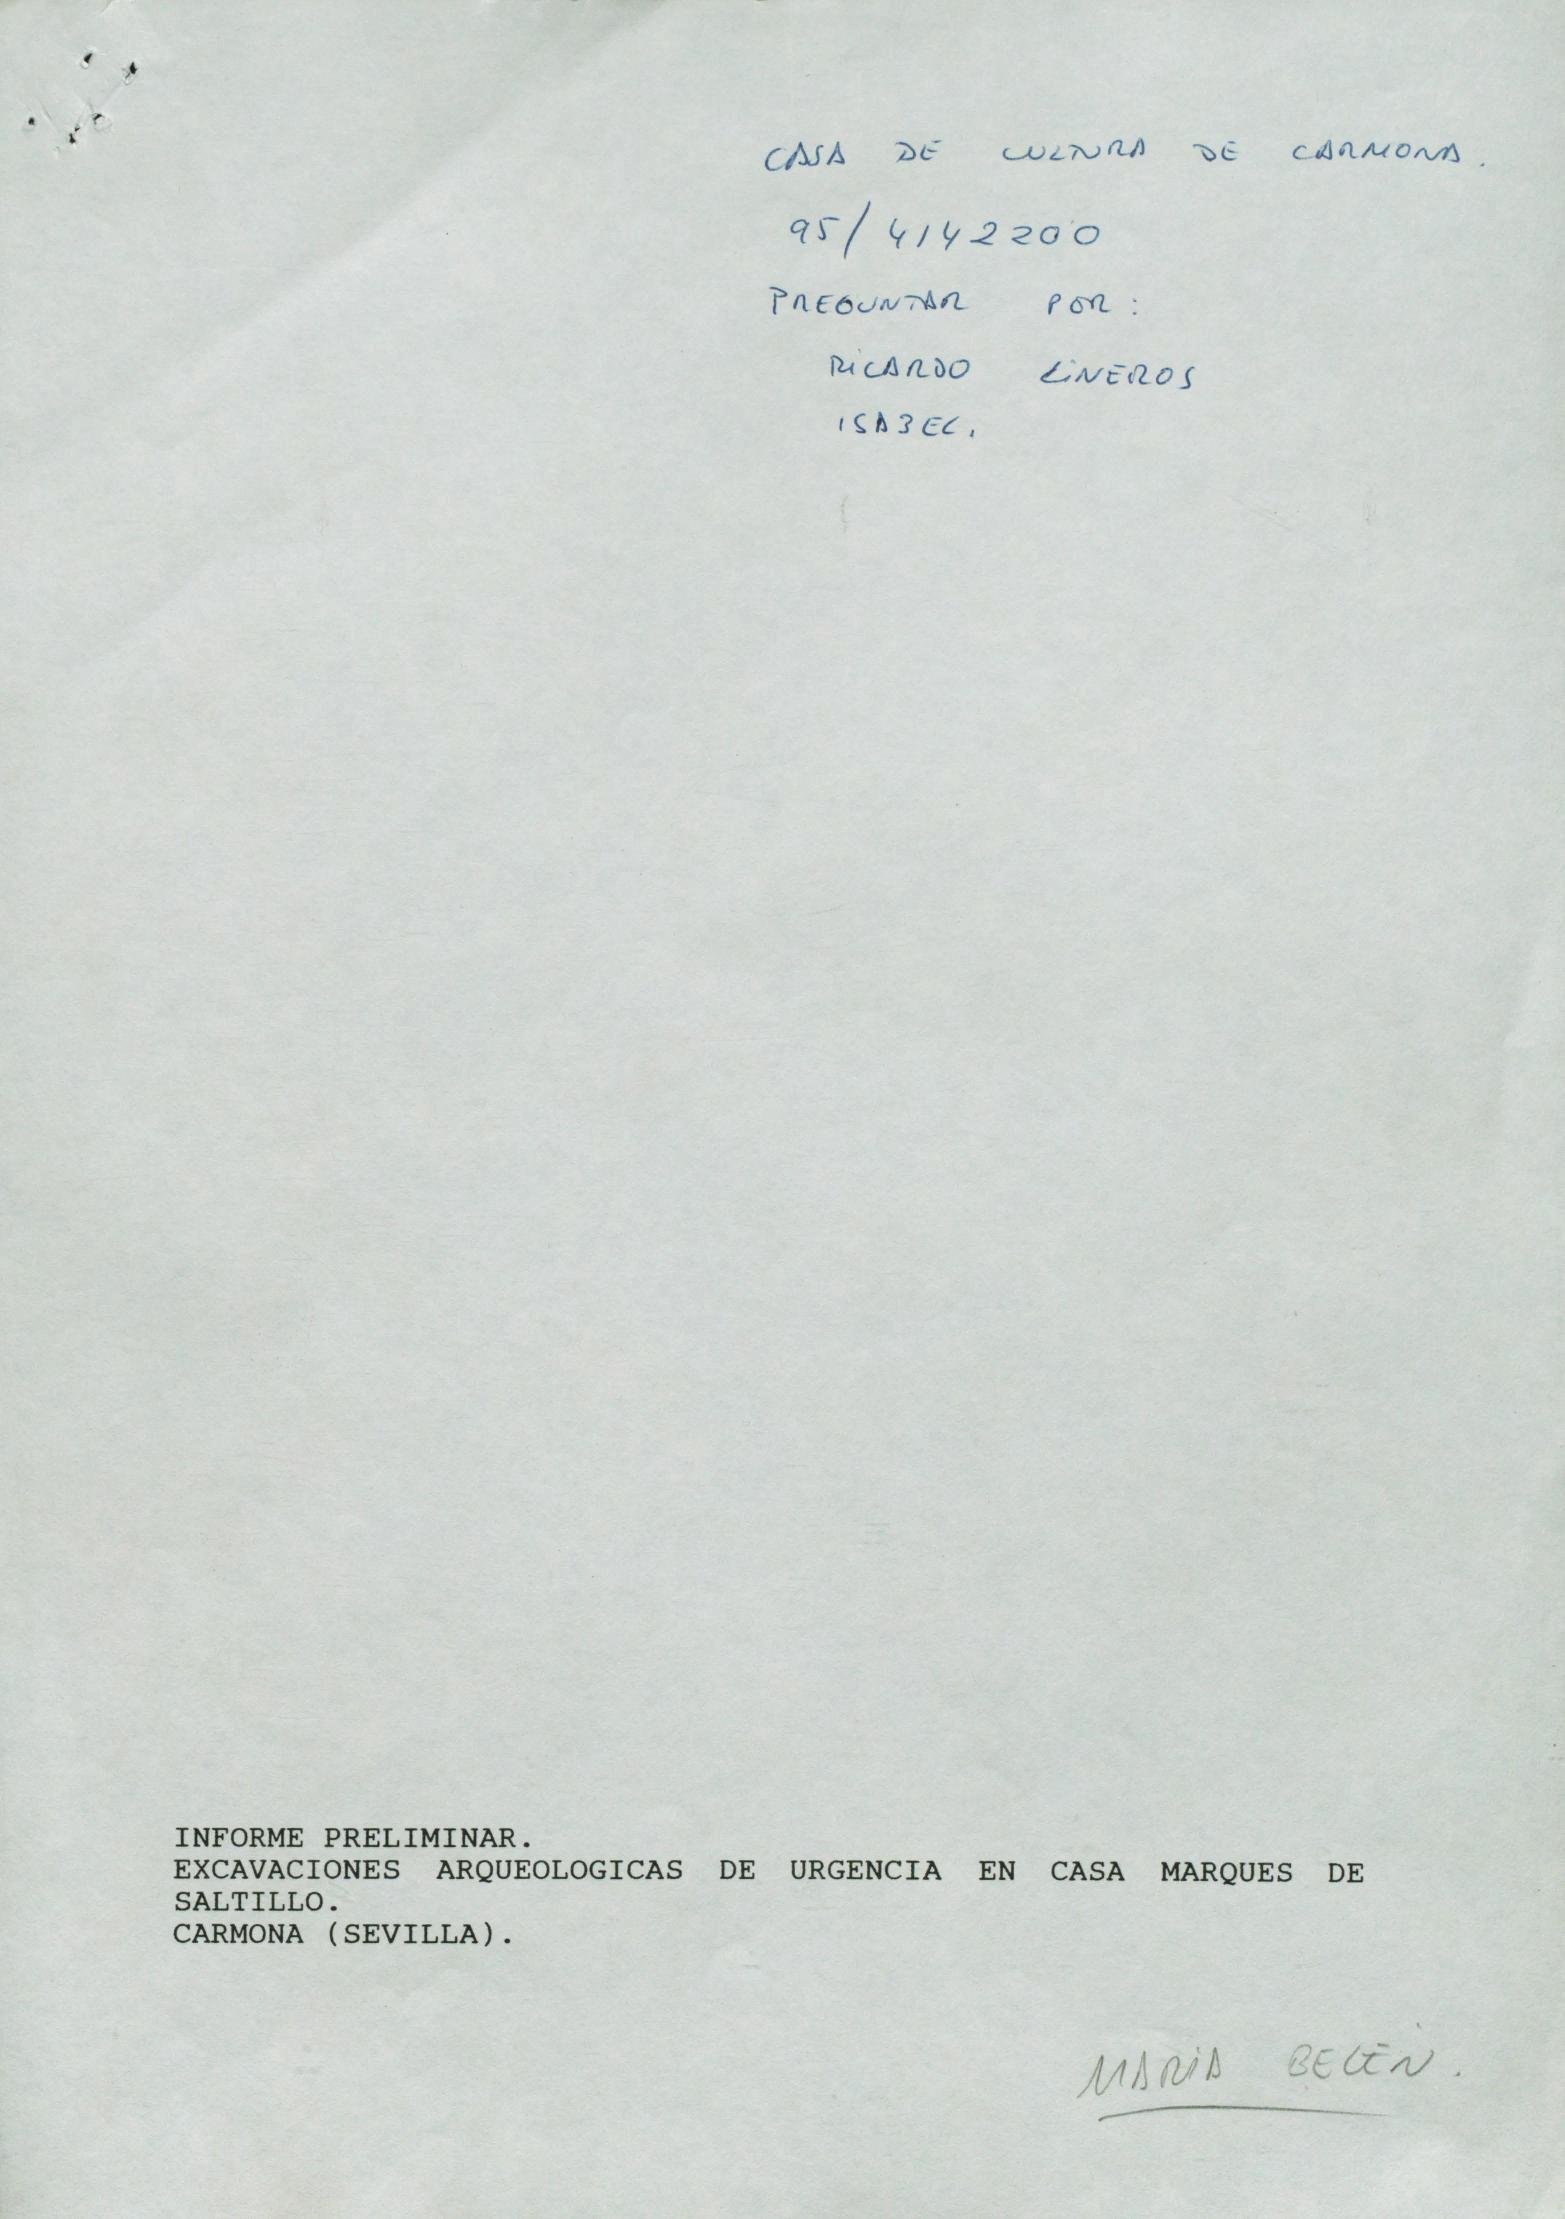 CASA DE CULTURA DE CARMONA.
95/4142200
PREGUNTAR POR:
RICARDO LINEROS
ISABEL.
INFORME PRELIMINAR.
EXCAVACIONES ARQUEOLOGICAS DE URGENCIA EN CASA MARQUES DE
SALTILLO.
CARMONA (SEVILLA).
MARIA BELÉN.